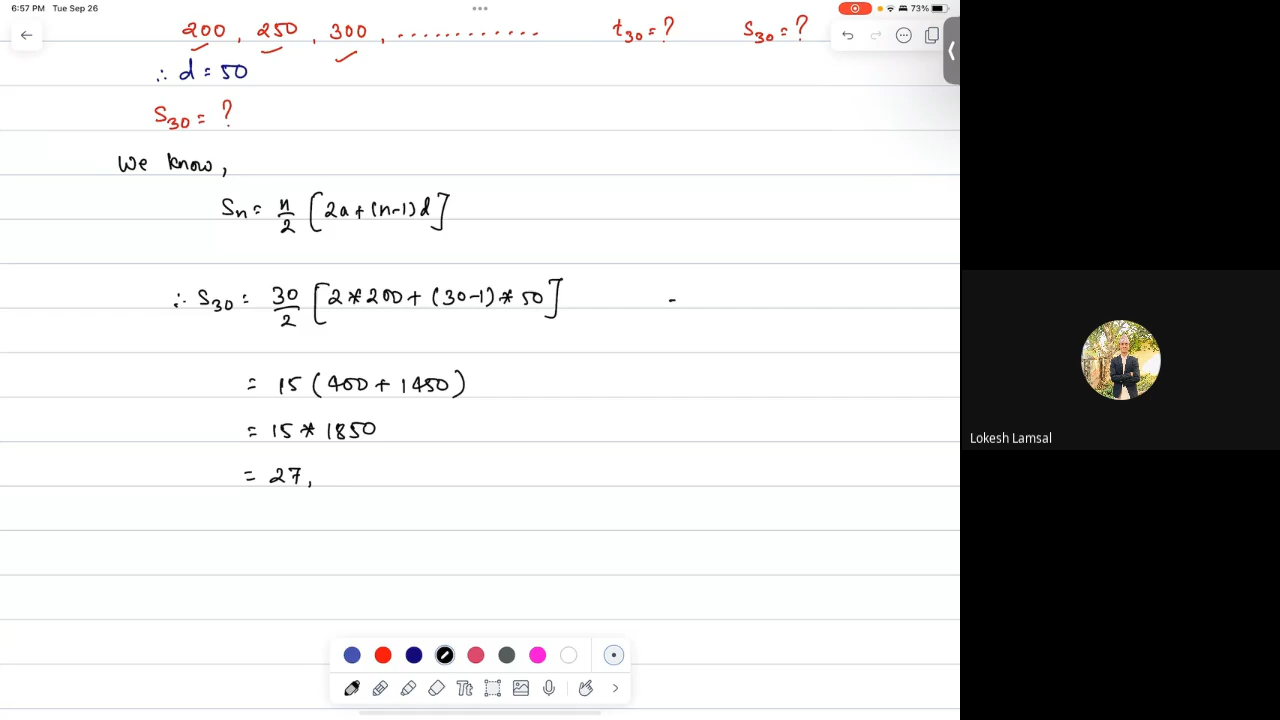 6:57 PM Tue Sep 26
73%
200, 250, 300, ............ t30 = ? S30 = ?
∴ d = 50
S30 = ?
We know,
Sn = n/2 [2a + (n-1)d]
∴ S30 = 30/2 [2*200 + (30-1)*50] -
= 15 (400 + 1450)
= 15 * 1850
= 27,
Lokesh Lamsal
Tt